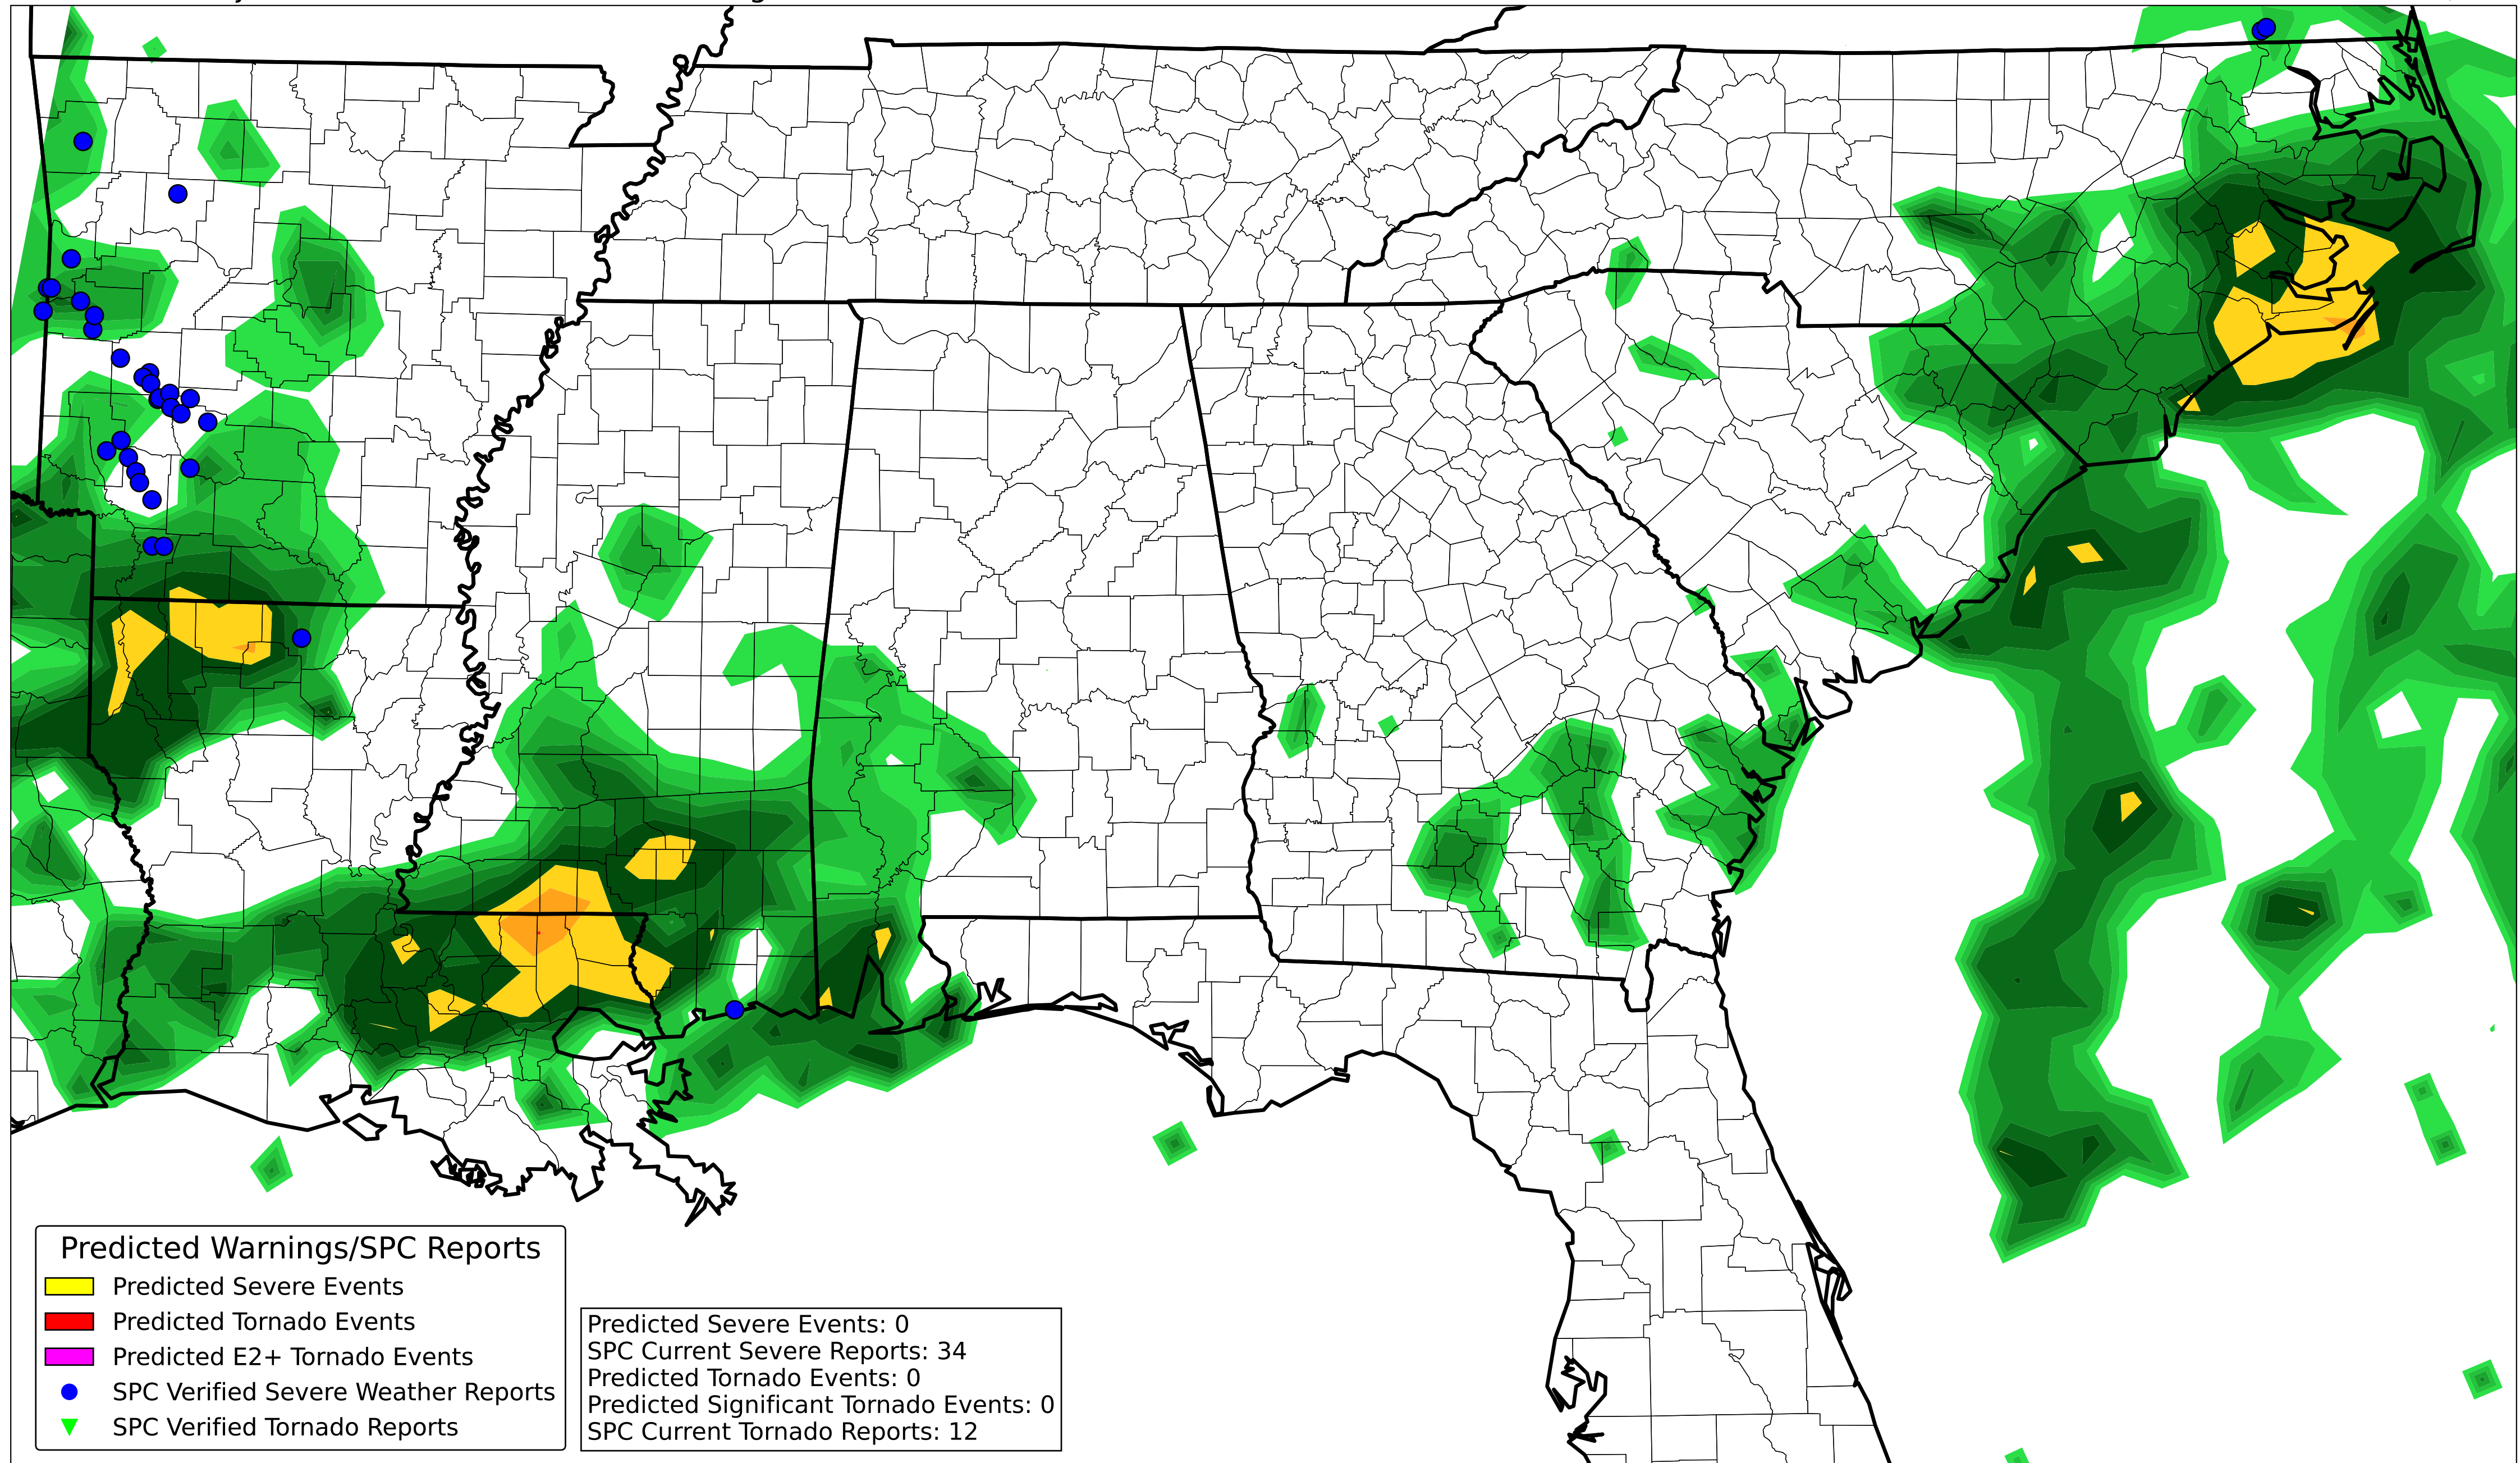 Predicted Warnings/SPC Reports
Predicted Severe Events
Predicted Tornado Events
Predicted E2+ Tornado Events
SPC Verified Severe Weather Reports
SPC Verified Tornado Reports
Predicted Severe Events: 0
SPC Current Severe Reports: 34
Predicted Tornado Events: 0
Predicted Significant Tornado Events: 0
SPC Current Tornado Reports: 12